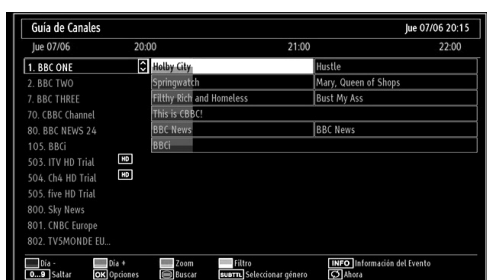 Guia de Canales Jue 07/06 20:15
Jue 07/06 20:00 21:00 22:00
1. BBC ONE Holby City Hustle
2. BBC TWO Springwatch Mary, Queen of Shops
7. BBC THREE Filthy Rich and Homeless Bust My Ass
70. CBBC Channel This is CBBC!
80. BBC NEWS 24 BBC News BBC News
105. BBCi BBCi
503. ITV HD Trial HD
504. Ch4 HD Trial HD
505. five HD Trial
800. Sky News
801. CNBC Europe
802. TV5MONDE EU...
Día - Día + Zoom Filtro INFO Información del Evento
0...9 Saltar OK Opciones Buscar SUBTTL Seleccionar género Ahora